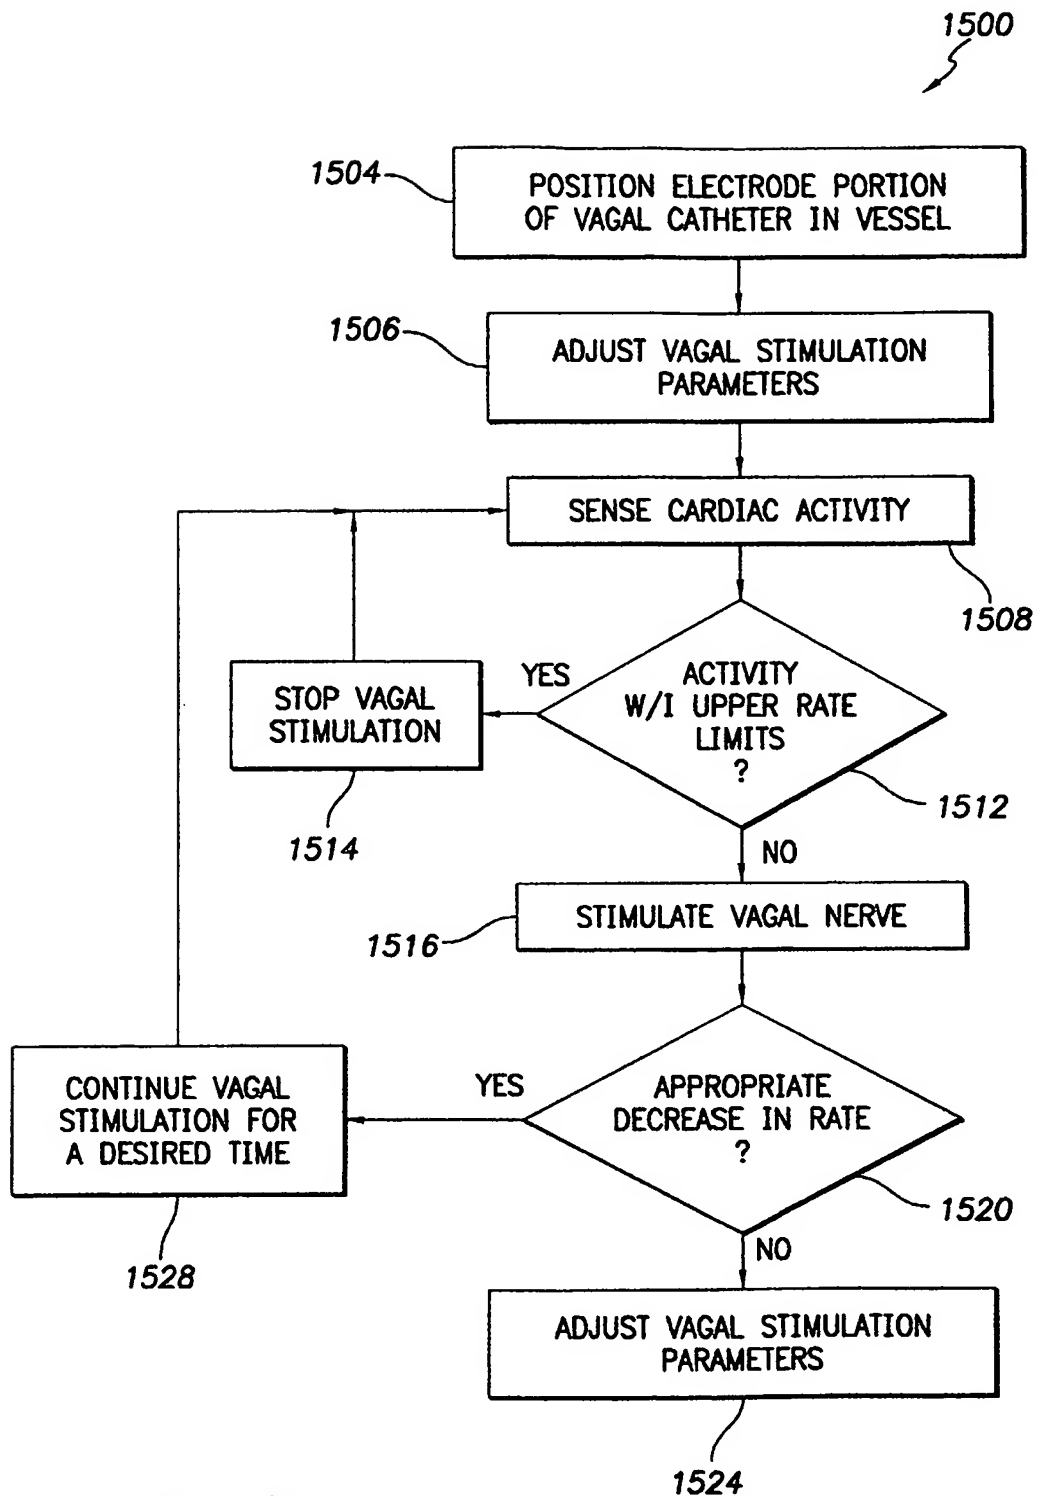 1500
1504
POSITION ELECTRODE PORTION
OF VAGAL CATHETER IN VESSEL
1506
ADJUST VAGAL STIMULATION
PARAMETERS
SENSE CARDIAC ACTIVITY
1508
YES
ACTIVITY
W/I UPPER RATE
LIMITS
?
STOP VAGAL
STIMULATION
1512
1514
NO
STIMULATE VAGAL NERVE
1516
YES
APPROPRIATE
DECREASE IN RATE
?
CONTINUE VAGAL
STIMULATION FOR
A DESIRED TIME
1520
1528
NO
ADJUST VAGAL STIMULATION
PARAMETERS
1524